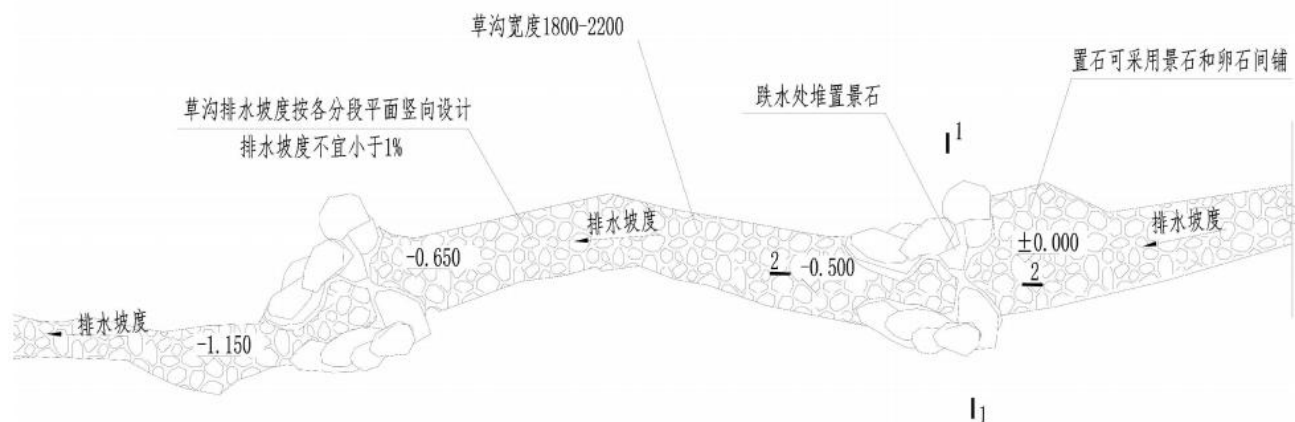 草沟宽度1800-2200
置石可采用景石和卵石间铺
草沟排水坡度按各分段平面竖向设计
排水坡度不宜小于1%
跌水处堆置景石
1
排水坡度
排水坡度
±0.000
-0.650
2
-0.500
2
排水坡度
-1.150
1